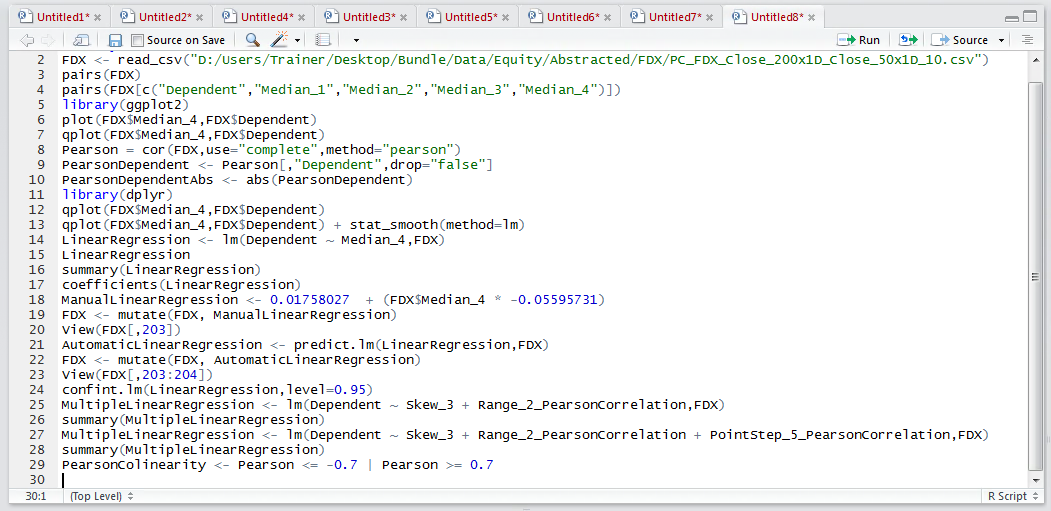 Untitled1* Untitled2* Untitled4* Untitled3* Untitled5* Untitled6* Untitled7* Untitled8*
Source on Save Run Source
2 FDX <- read_csv("D:/Users/Trainer/Desktop/Bundle/Data/Equity/Abstracted/FDX/PC_FDX_Close_200x1D_Close_50x1D_10.csv")
3 pairs(FDX)
4 pairs(FDX[c("Dependent","Median_1","Median_2","Median_3","Median_4")])
5 library(ggplot2)
6 plot(FDX$Median_4,FDX$Dependent)
7 qplot(FDX$Median_4,FDX$Dependent)
8 Pearson = cor(FDX,use="complete",method="pearson")
9 PearsonDependent <- Pearson[,"Dependent",drop="false"]
10 PearsonDependentAbs <- abs(PearsonDependent)
11 library(dplyr)
12 qplot(FDX$Median_4,FDX$Dependent)
13 qplot(FDX$Median_4,FDX$Dependent) + stat_smooth(method=lm)
14 LinearRegression <- lm(Dependent ~ Median_4,FDX)
15 LinearRegression
16 summary(LinearRegression)
17 coefficients(LinearRegression)
18 ManualLinearRegression <- 0.01758027  + (FDX$Median_4 * -0.05595731)
19 FDX <- mutate(FDX, ManualLinearRegression)
20 View(FDX[,203])
21 AutomaticLinearRegression <- predict.lm(LinearRegression,FDX)
22 FDX <- mutate(FDX, AutomaticLinearRegression)
23 View(FDX[,203:204])
24 confint.lm(LinearRegression,level=0.95)
25 MultipleLinearRegression <- lm(Dependent ~ Skew_3 + Range_2_PearsonCorrelation,FDX)
26 summary(MultipleLinearRegression)
27 MultipleLinearRegression <- lm(Dependent ~ Skew_3 + Range_2_PearsonCorrelation + PointStep_5_PearsonCorrelation,FDX)
28 summary(MultipleLinearRegression)
29 PearsonColinearity <- Pearson <= -0.7 | Pearson >= 0.7
30
30:1 (Top Level) R Script